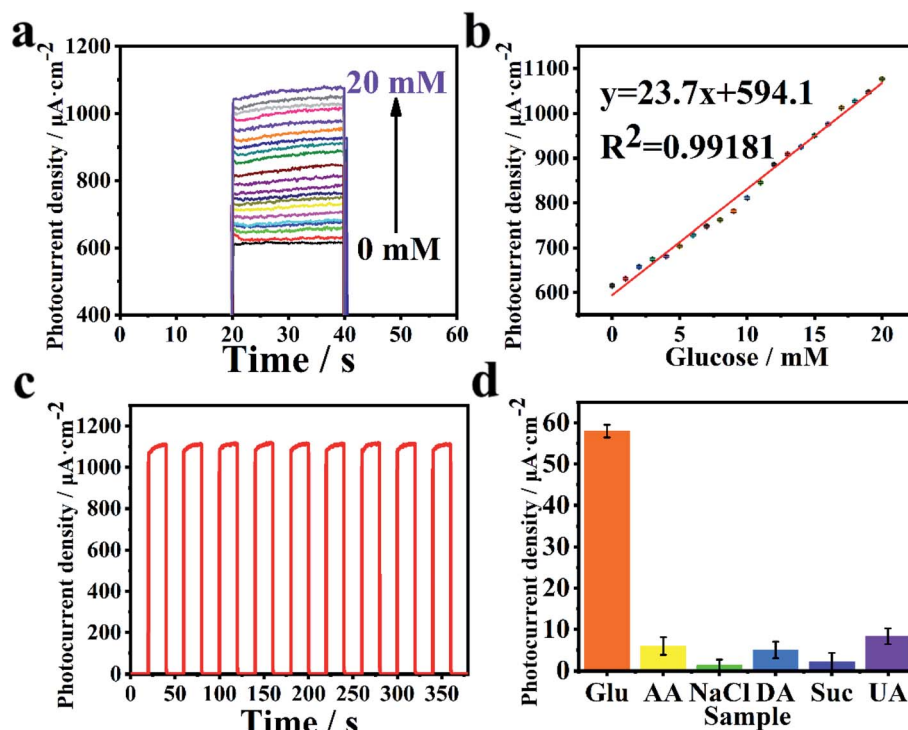 a
Photocurrent density / μA·cm-2
1200
1000
800
600
400
20 mM
0 mM
0 10 20 30 40 50 60
Time / s
b
Photocurrent density / μA·cm-2
1100
1000
900
800
700
600
y=23.7x+594.1
R2=0.99181
0 5 10 15 20
Glucose / mM
c
Photocurrent density / μA·cm-2
1200
1000
800
600
400
200
0
0 50 100 150 200 250 300 350
Time / s
d
Photocurrent density / μA·cm-2
60
50
40
30
20
10
0
Glu AA NaCl DA Suc UA
Sample